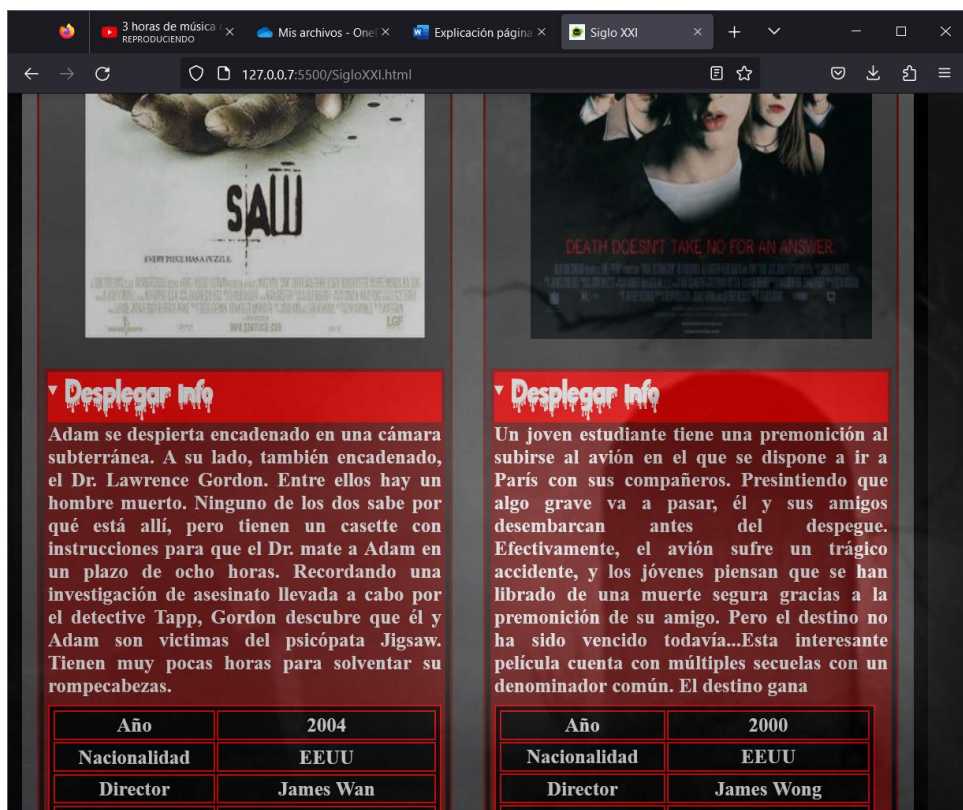 3 horas de música
REPRODUCIENDO
Mis archivos - One
Explicación página
Siglo XXI
127.0.0.7:5500/SigloXXI.html
SAW
EVERY PIECE HAS A PUZZLE.
LGF
DEATH DOESN'T TAKE NO FOR AN ANSWER.
Desplegar Info
Adam se despierta encadenado en una cámara
subterránea. A su lado, también encadenado,
el Dr. Lawrence Gordon. Entre ellos hay un
hombre muerto. Ninguno de los dos sabe por
qué está allí, pero tienen un casette con
instrucciones para que el Dr. mate a Adam en
un plazo de ocho horas. Recordando una
investigación de asesinato llevada a cabo por
el detective Tapp, Gordon descubre que él y
Adam son victimas del psicópata Jigsaw.
Tienen muy pocas horas para solventar su
rompecabezas.
Año 2004
Nacionalidad EEUU
Director James Wan
Desplegar Info
Un joven estudiante tiene una premonición al
subirse al avión en el que se dispone a ir a
París con sus compañeros. Presintiendo que
algo grave va a pasar, él y sus amigos
desembarcan antes del despegue.
Efectivamente, el avión sufre un trágico
accidente, y los jóvenes piensan que se han
librado de una muerte segura gracias a la
premonición de su amigo. Pero el destino no
ha sido vencido todavía...Esta interesante
película cuenta con múltiples secuelas con un
denominador común. El destino gana
Año 2000
Nacionalidad EEUU
Director James Wong